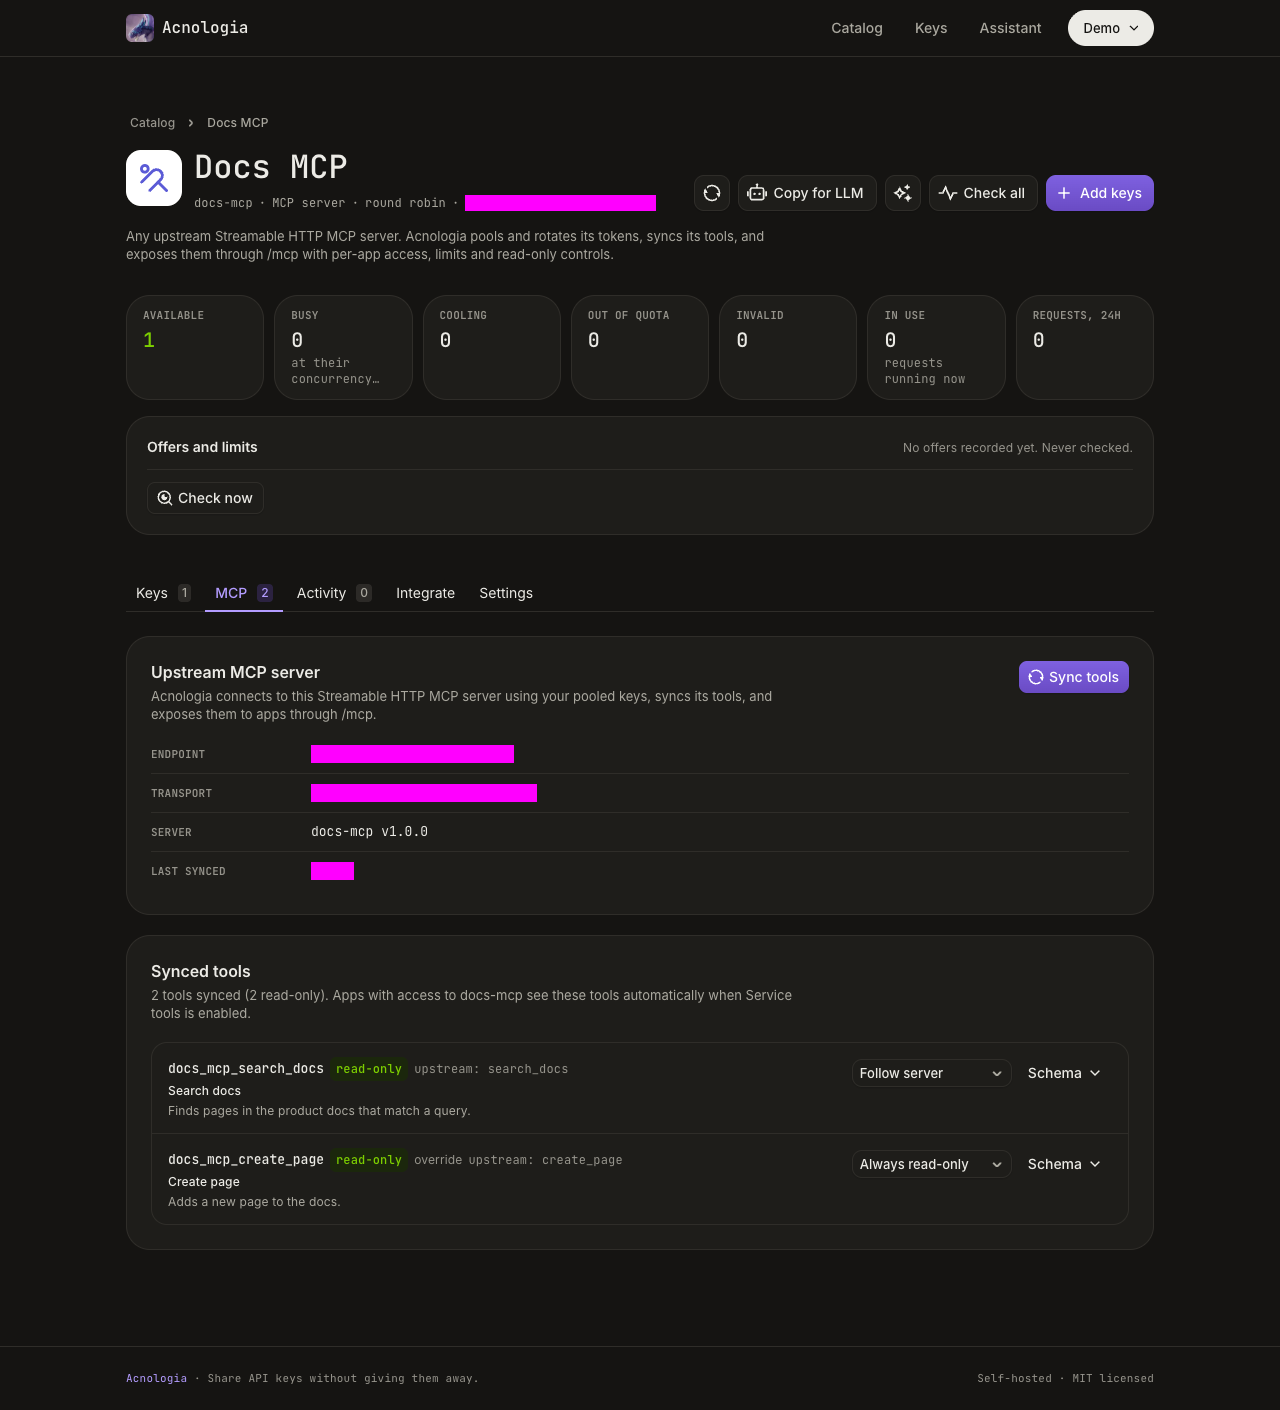 Acnologia
Catalog
Keys
Assistant
Demo
Catalog
Docs MCP
Docs MCP
docs-mcp · MCP server · round robin ·
Copy for LLM
Check all
Add keys
Any upstream Streamable HTTP MCP server. Acnologia pools and rotates its tokens, syncs its tools, and
exposes them through /mcp with per-app access, limits and read-only controls.
AVAILABLE
1
BUSY
0
at their
concurrency…
COOLING
0
OUT OF QUOTA
0
INVALID
0
IN USE
0
requests
running now
REQUESTS, 24H
0
Offers and limits
No offers recorded yet. Never checked.
Check now
Keys 1
MCP 2
Activity 0
Integrate
Settings
Upstream MCP server
Acnologia connects to this Streamable HTTP MCP server using your pooled keys, syncs its tools, and
exposes them to apps through /mcp.
Sync tools
ENDPOINT
TRANSPORT
SERVER
docs-mcp v1.0.0
LAST SYNCED
Synced tools
2 tools synced (2 read-only). Apps with access to docs-mcp see these tools automatically when Service
tools is enabled.
docs_mcp_search_docs read-only upstream: search_docs
Search docs
Finds pages in the product docs that match a query.
Follow server
Schema
docs_mcp_create_page read-only override upstream: create_page
Create page
Adds a new page to the docs.
Always read-only
Schema
Acnologia · Share API keys without giving them away.
Self-hosted · MIT licensed